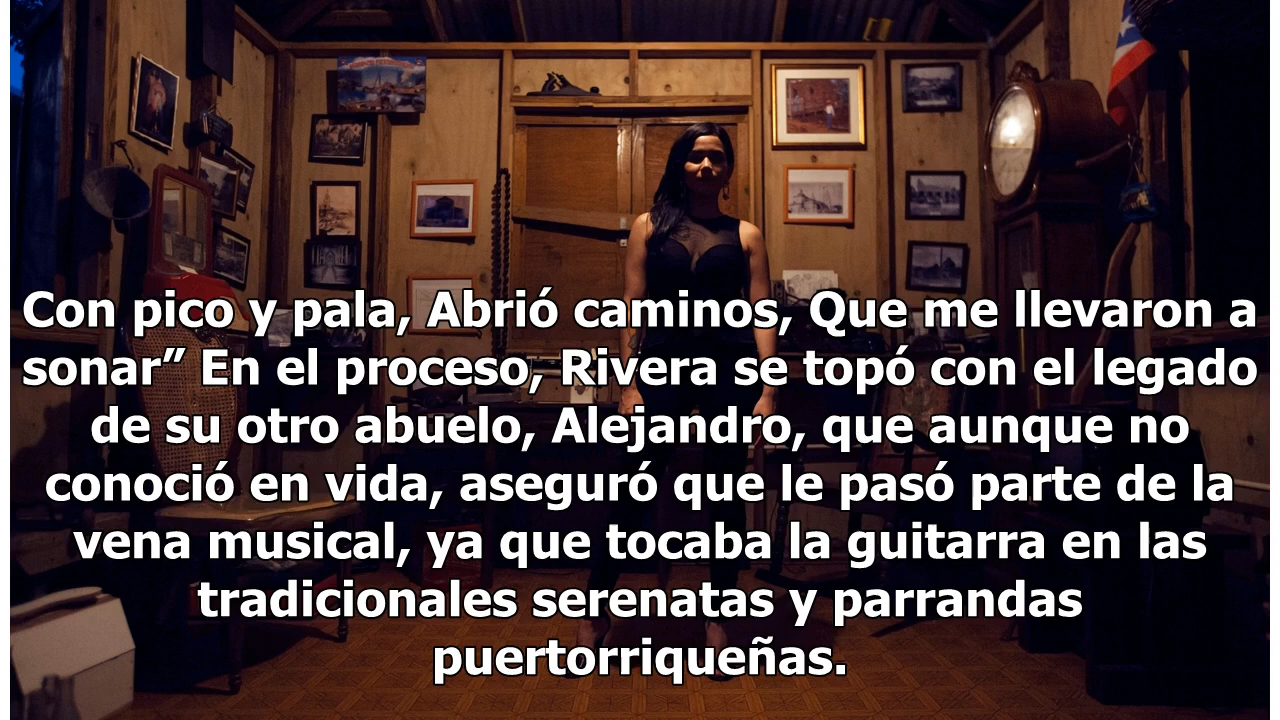 Con pico y pala, Abrió caminos, Que me llevaron a
sonar” En el proceso, Rivera se topó con el legado
de su otro abuelo, Alejandro, que aunque no
conoció en vida, aseguró que le pasó parte de la
vena musical, ya que tocaba la guitarra en las
tradicionales serenatas y parrandas
puertorriqueñas.